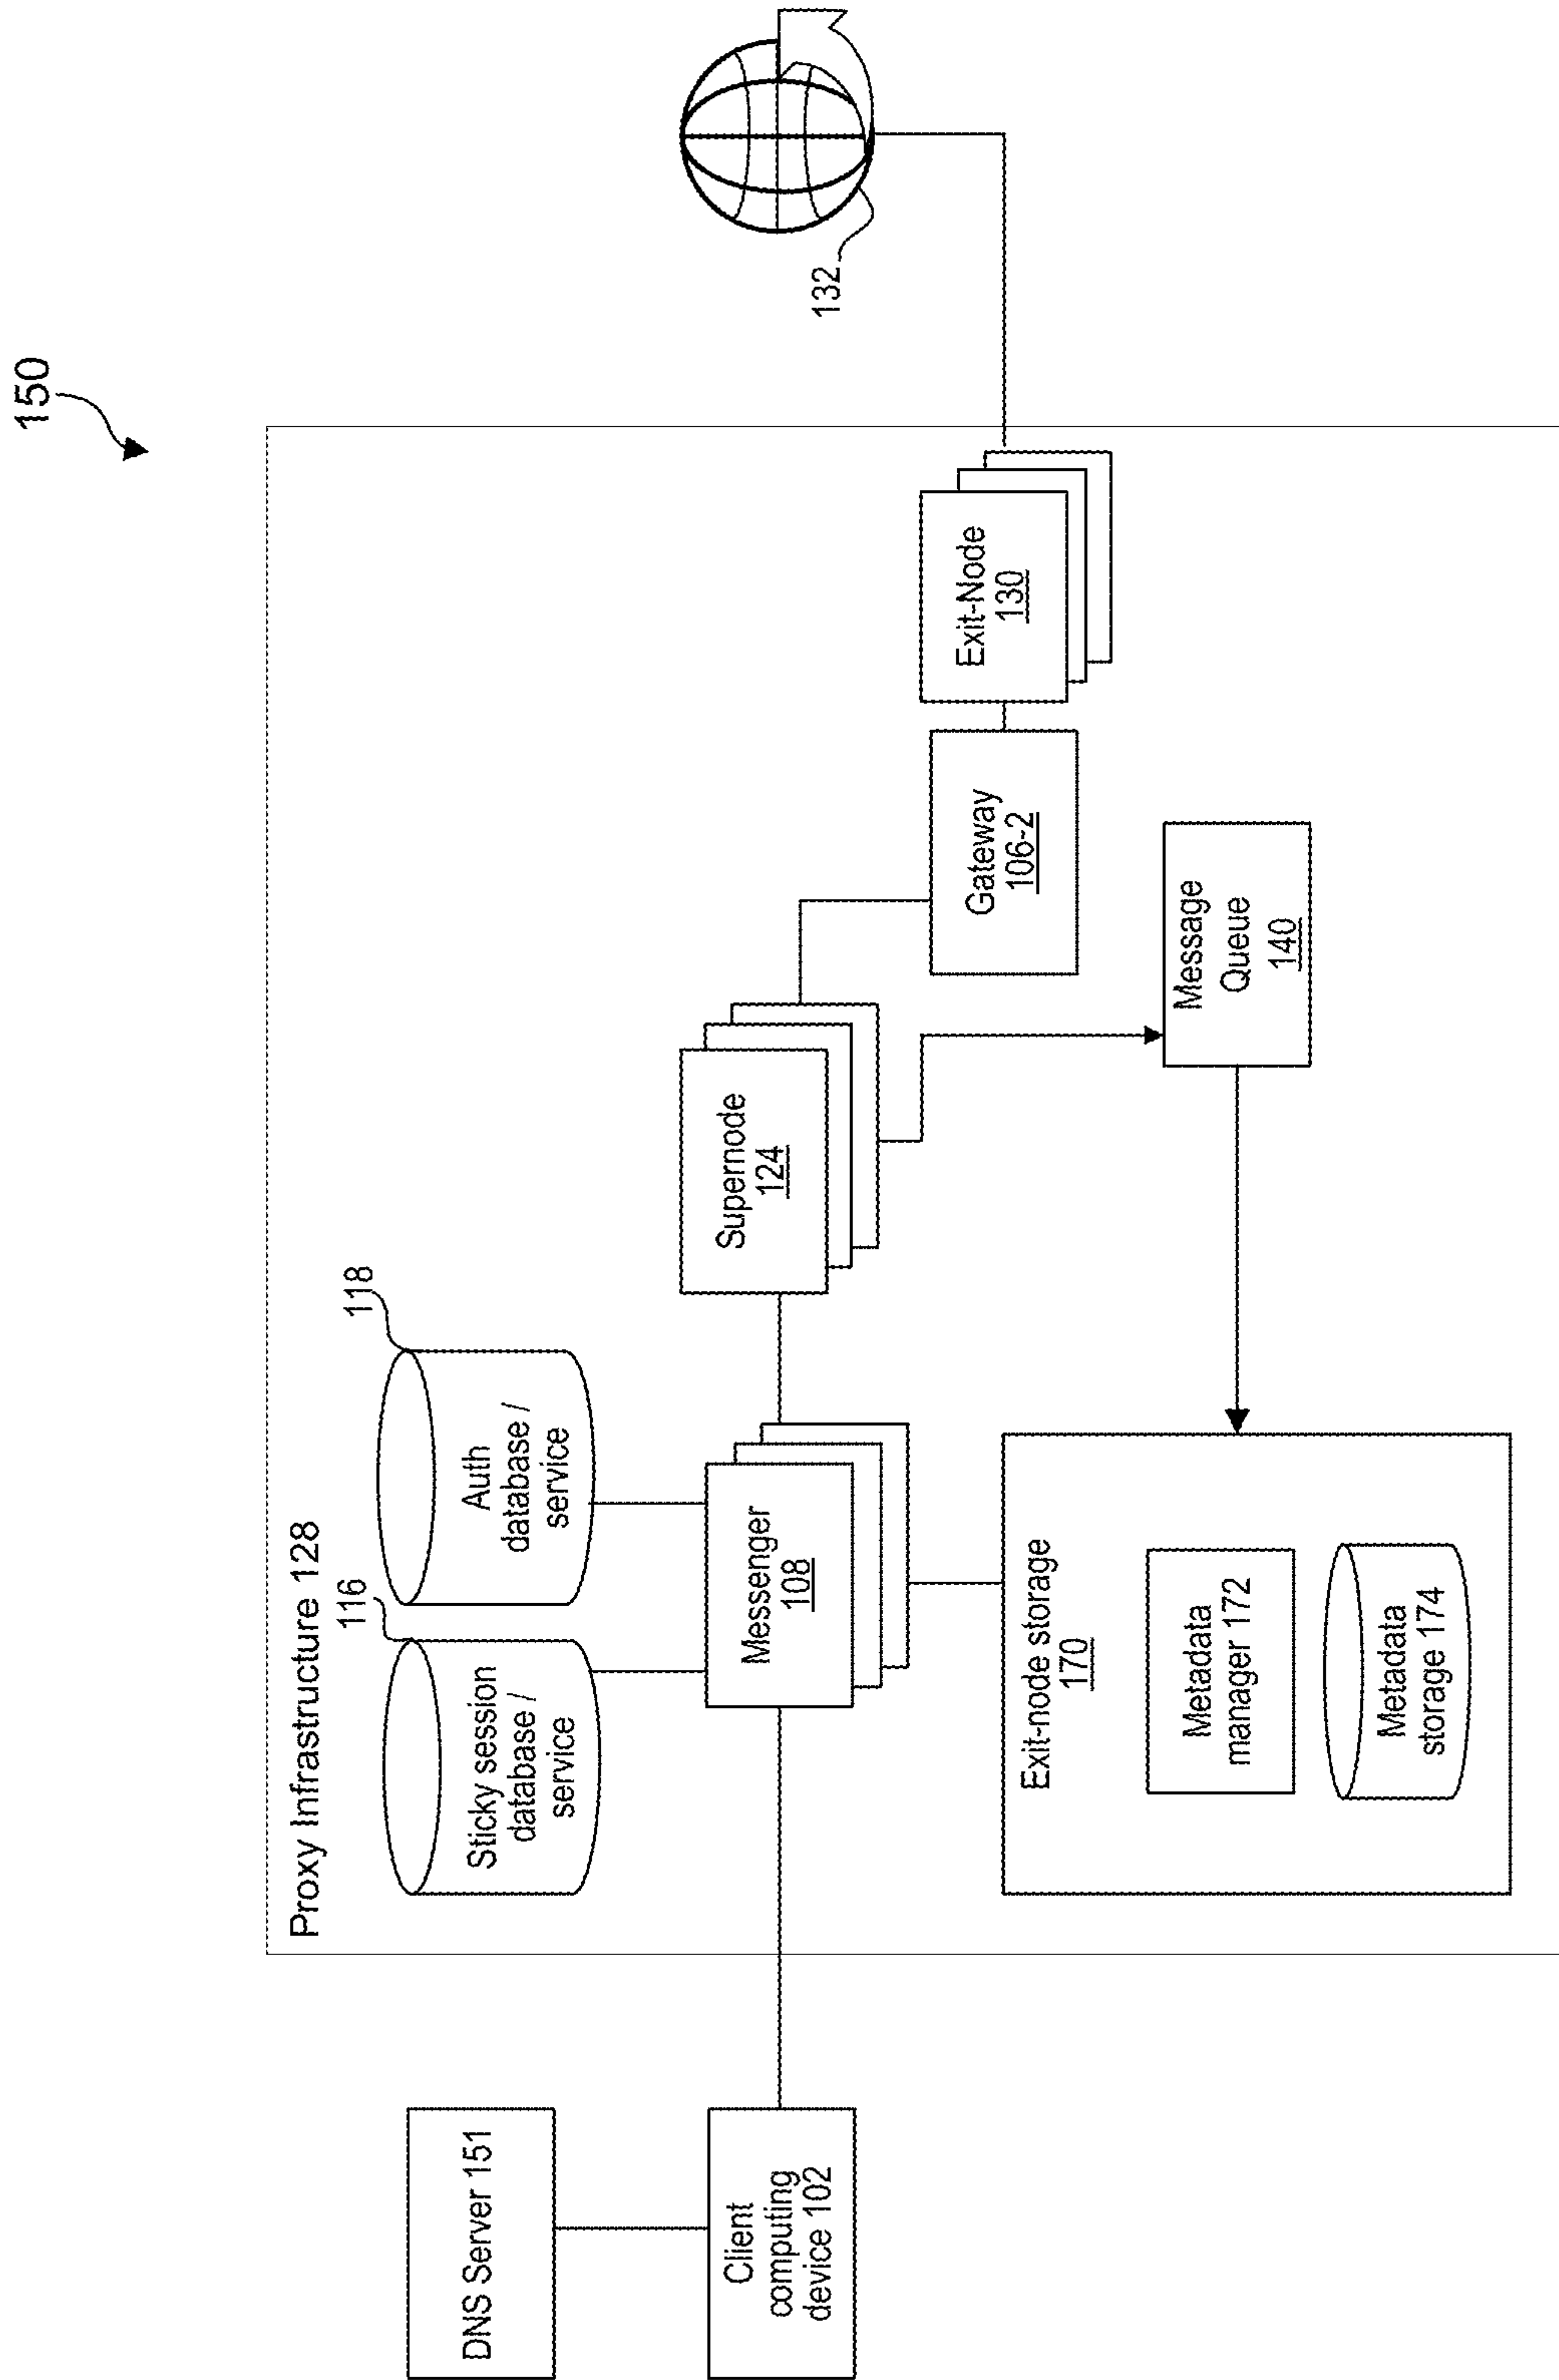 150
Proxy Infrastructure 128
116
118
Sticky session
database /
service
Auth
database /
service
DNS Server 151
Client
computing
device 102
Messenger
108
Supernode
124
132
Gateway
106-2
Exit-Node
130
Exit-node storage
170
Metadata
manager 172
Metadata
storage 174
Message
Queue
140